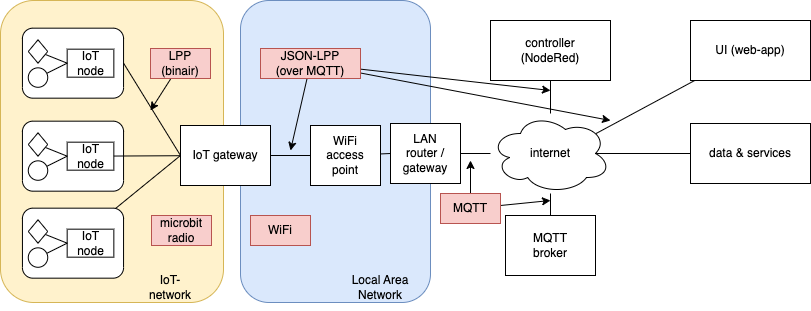 IoT
node
LPP
(binair)
JSON-LPP
(over MQTT)
controller
(NodeRed)
UI (web-app)
IoT
node
IoT gateway
WiFi
access
point
LAN
router /
gateway
internet
data & services
IoT
node
microbit
radio
WiFi
MQTT
MQTT
broker
IoT-
network
Local Area
Network